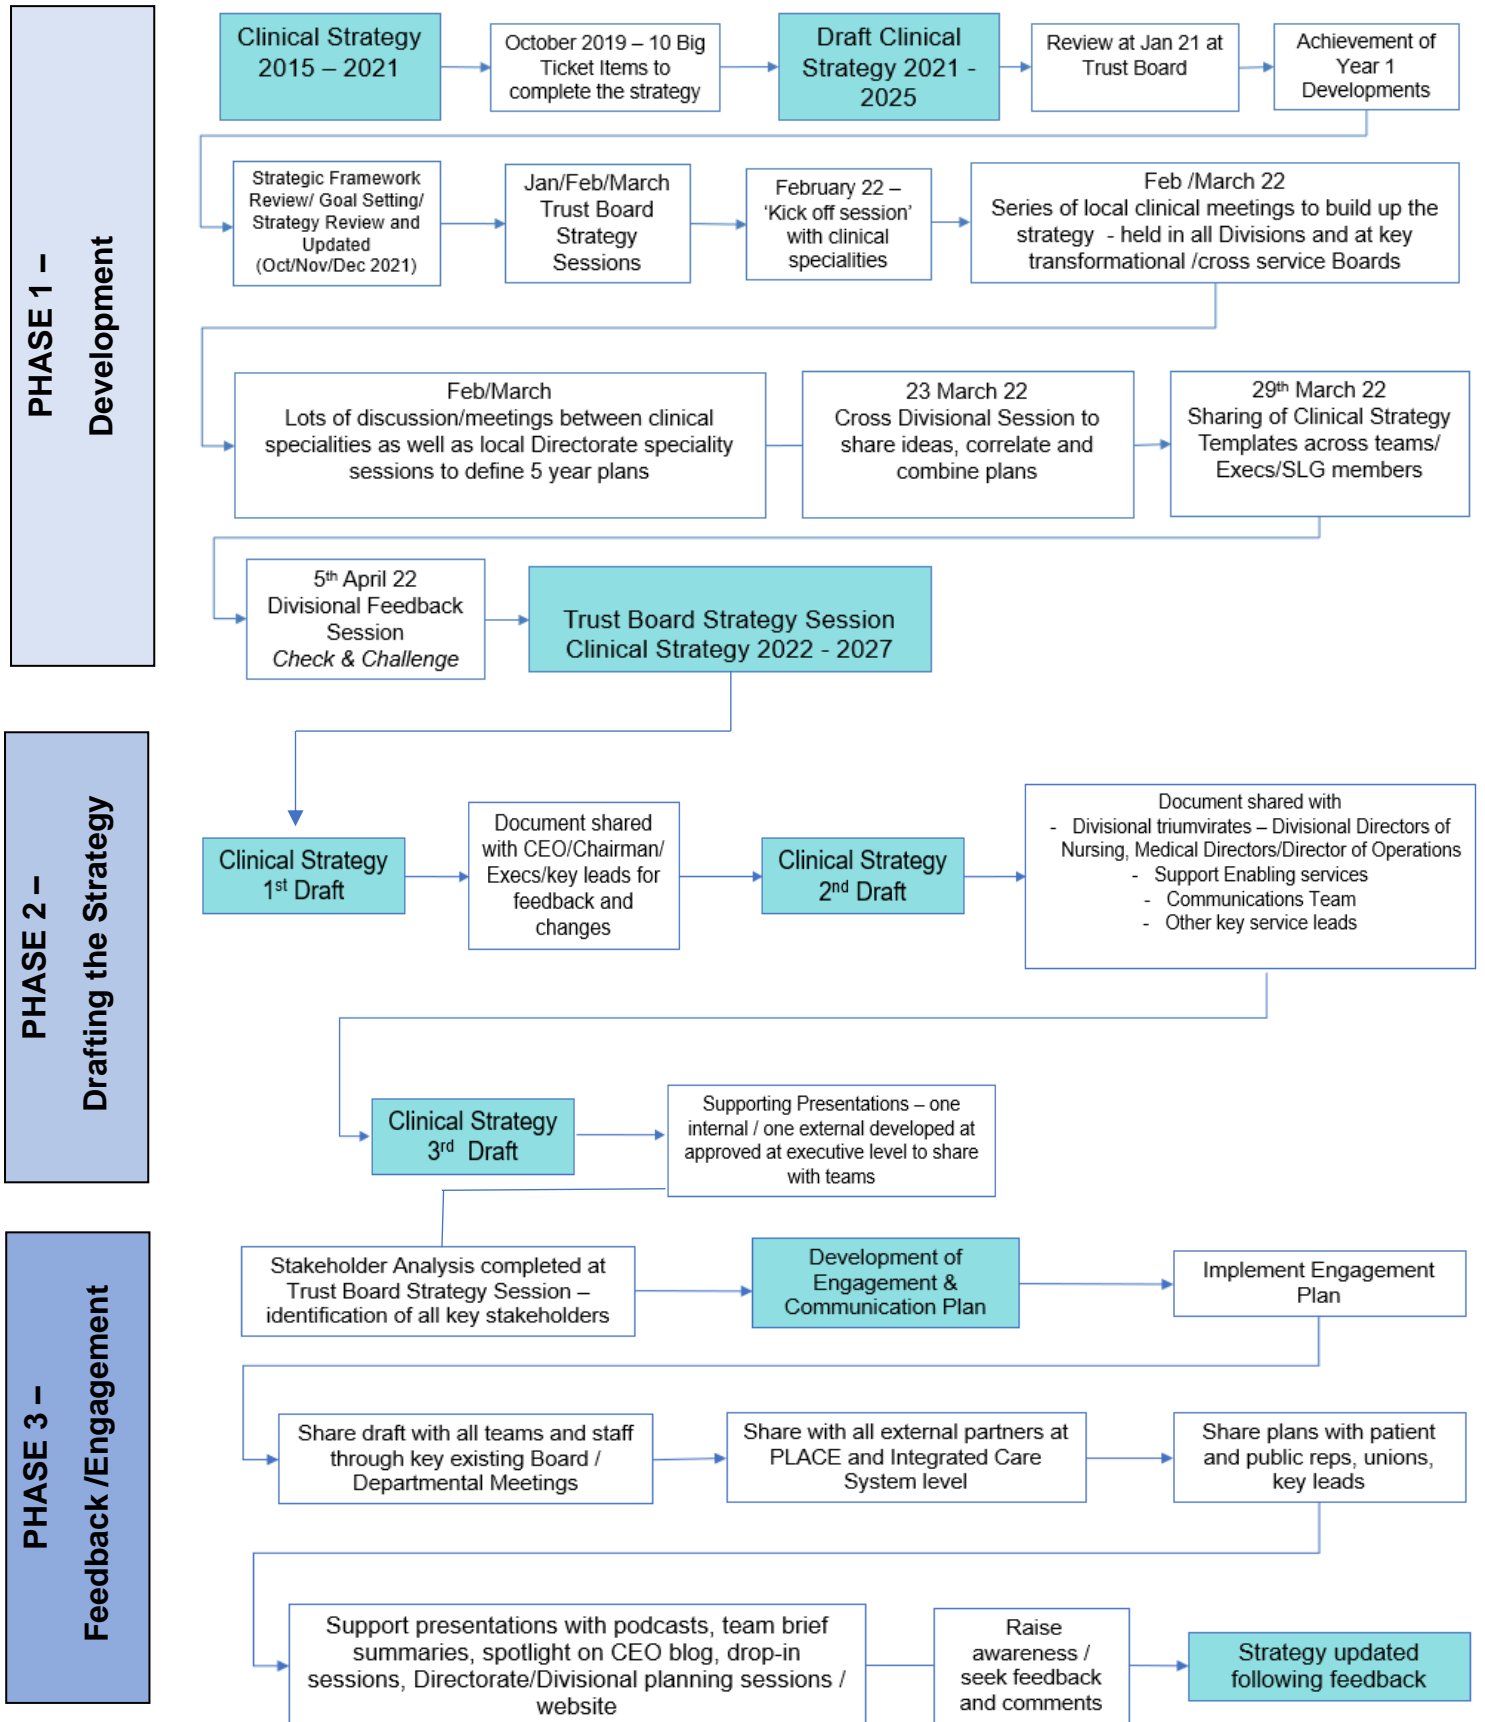 PHASE 1 –
Development
Clinical Strategy
2015 – 2021
October 2019 – 10 Big
Ticket Items to
complete the strategy
Draft Clinical
Strategy 2021 -
2025
Review at Jan 21 at
Trust Board
Achievement of
Year 1
Developments
Strategic Framework
Review/ Goal Setting/
Strategy Review and
Updated
(Oct/Nov/Dec 2021)
Jan/Feb/March
Trust Board
Strategy
Sessions
February 22 –
‘Kick off session’
with clinical
specialities
Feb /March 22
Series of local clinical meetings to build up the
strategy - held in all Divisions and at key
transformational /cross service Boards
Feb/March
Lots of discussion/meetings between clinical
specialities as well as local Directorate speciality
sessions to define 5 year plans
23 March 22
Cross Divisional Session to
share ideas, correlate and
combine plans
29th March 22
Sharing of Clinical Strategy
Templates across teams/
Execs/SLG members
5th April 22
Divisional Feedback
Session
Check & Challenge
Trust Board Strategy Session
Clinical Strategy 2022 - 2027
PHASE 2 –
Drafting the Strategy
Clinical Strategy
1st Draft
Document shared
with CEO/Chairman/
Execs/key leads for
feedback and
changes
Clinical Strategy
2nd Draft
Document shared with
- Divisional triumvirates – Divisional Directors of
Nursing, Medical Directors/Director of Operations
- Support Enabling services
- Communications Team
- Other key service leads
Clinical Strategy
3rd Draft
Supporting Presentations – one
internal / one external developed at
approved at executive level to share
with teams
PHASE 3 –
Feedback /Engagement
Stakeholder Analysis completed at
Trust Board Strategy Session –
identification of all key stakeholders
Development of
Engagement &
Communication Plan
Implement Engagement
Plan
Share draft with all teams and staff
through key existing Board /
Departmental Meetings
Share with all external partners at
PLACE and Integrated Care
System level
Share plans with patient
and public reps, unions,
key leads
Support presentations with podcasts, team brief
summaries, spotlight on CEO blog, drop-in
sessions, Directorate/Divisional planning sessions /
website
Raise
awareness /
seek feedback
and comments
Strategy updated
following feedback